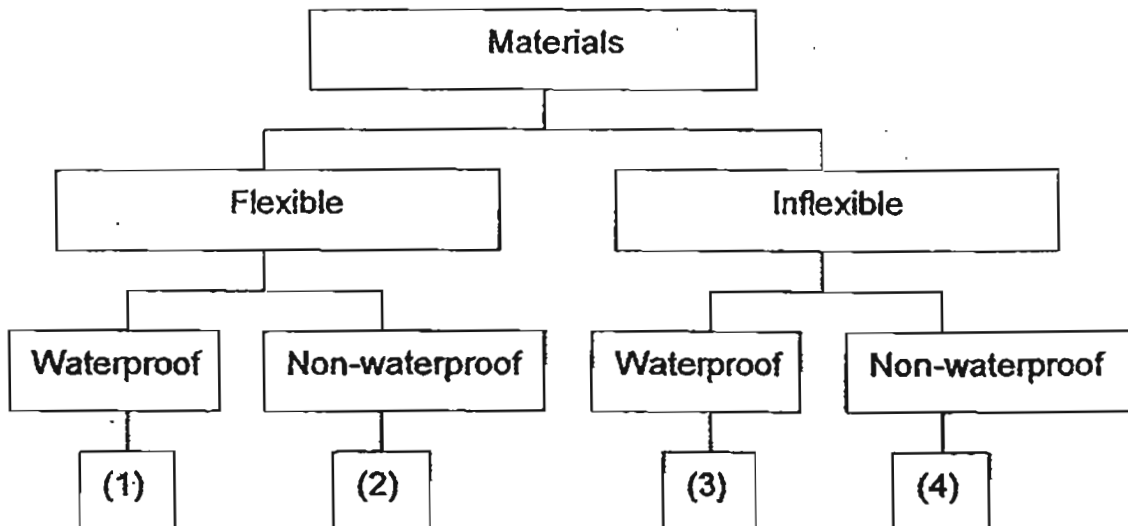 Materials
Flexible
Inflexible
Waterproof
Non-waterproof
Waterproof
Non-waterproof
(1)
(2)
(3)
(4)